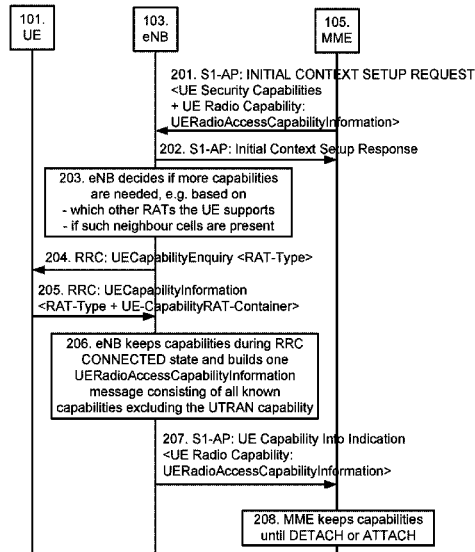 101.
UE
103.
eNB
105.
MME
201. S1-AP: INITIAL CONTEXT SETUP REQUEST
<UE Security Capabilities
+ UE Radio Capability:
UERadioAccessCapabilityInformation>
202. S1-AP: Initial Context Setup Response
203. eNB decides if more capabilities
are needed, e.g. based on
- which other RATs the UE supports
- if such neighbour cells are present
204. RRC: UECapabilityEnquiry <RAT-Type>
205. RRC: UECapabilityInformation
<RAT-Type + UE-CapabilityRAT-Container>
206. eNB keeps capabilities during RRC
CONNECTED state and builds one
UERadioAccessCapabilityInformation
message consisting of all known
capabilities excluding the UTRAN capability
207. S1-AP: UE Capability Info Indication
<UE Radio Capability:
UERadioAccessCapabilityInformation>
208. MME keeps capabilities
until DETACH or ATTACH